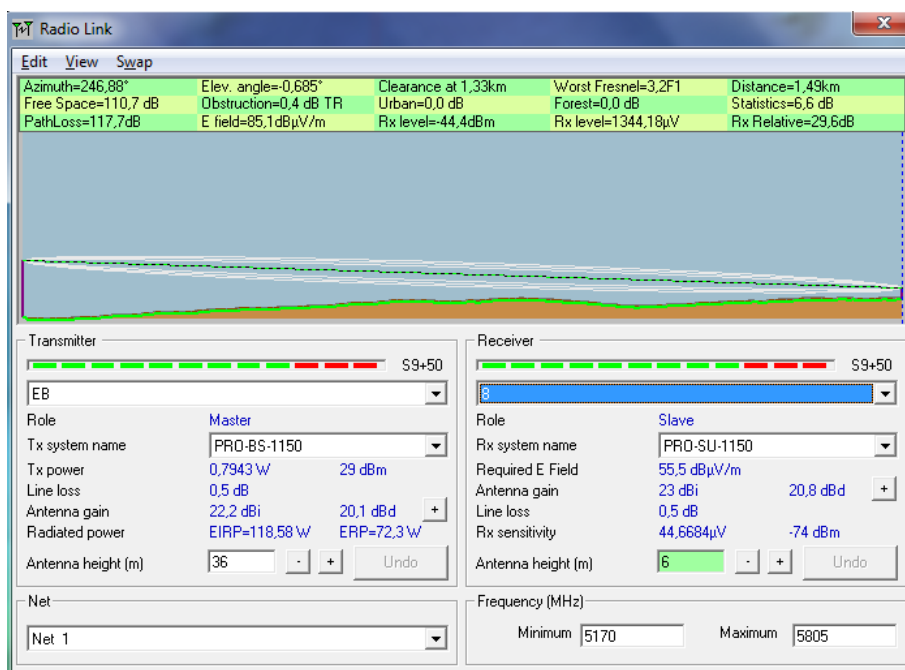 Radio Link
Edit View Swap
Azimuth=246,88° Elev. angle=-0,685° Clearance at 1,33km Worst Fresnel=3,2F1 Distance=1,49km
Free Space=110,7 dB Obstruction=0,4 dB TR Urban=0,0 dB Forest=0,0 dB Statistics=6,6 dB
PathLoss=117,7dB E field=85,1dBµV/m Rx level=-44,4dBm Rx level=1344,18µV Rx Relative=29,6dB
Transmitter
S9+50
EB
Role Master
Tx system name PRO-BS-1150
Tx power 0,7943 W 29 dBm
Line loss 0,5 dB
Antenna gain 22,2 dBi 20,1 dBd +
Radiated power EIRP=118,58 W ERP=72,3 W
Antenna height (m) 36 - + Undo
Net
Net 1
Receiver
S9+50
8
Role Slave
Rx system name PRO-SU-1150
Required E Field 55,5 dBµV/m
Antenna gain 23 dBi 20,8 dBd +
Line loss 0,5 dB
Rx sensitivity 44,6684µV -74 dBm
Antenna height (m) 6 - + Undo
Frequency (MHz)
Minimum 5170 Maximum 5805